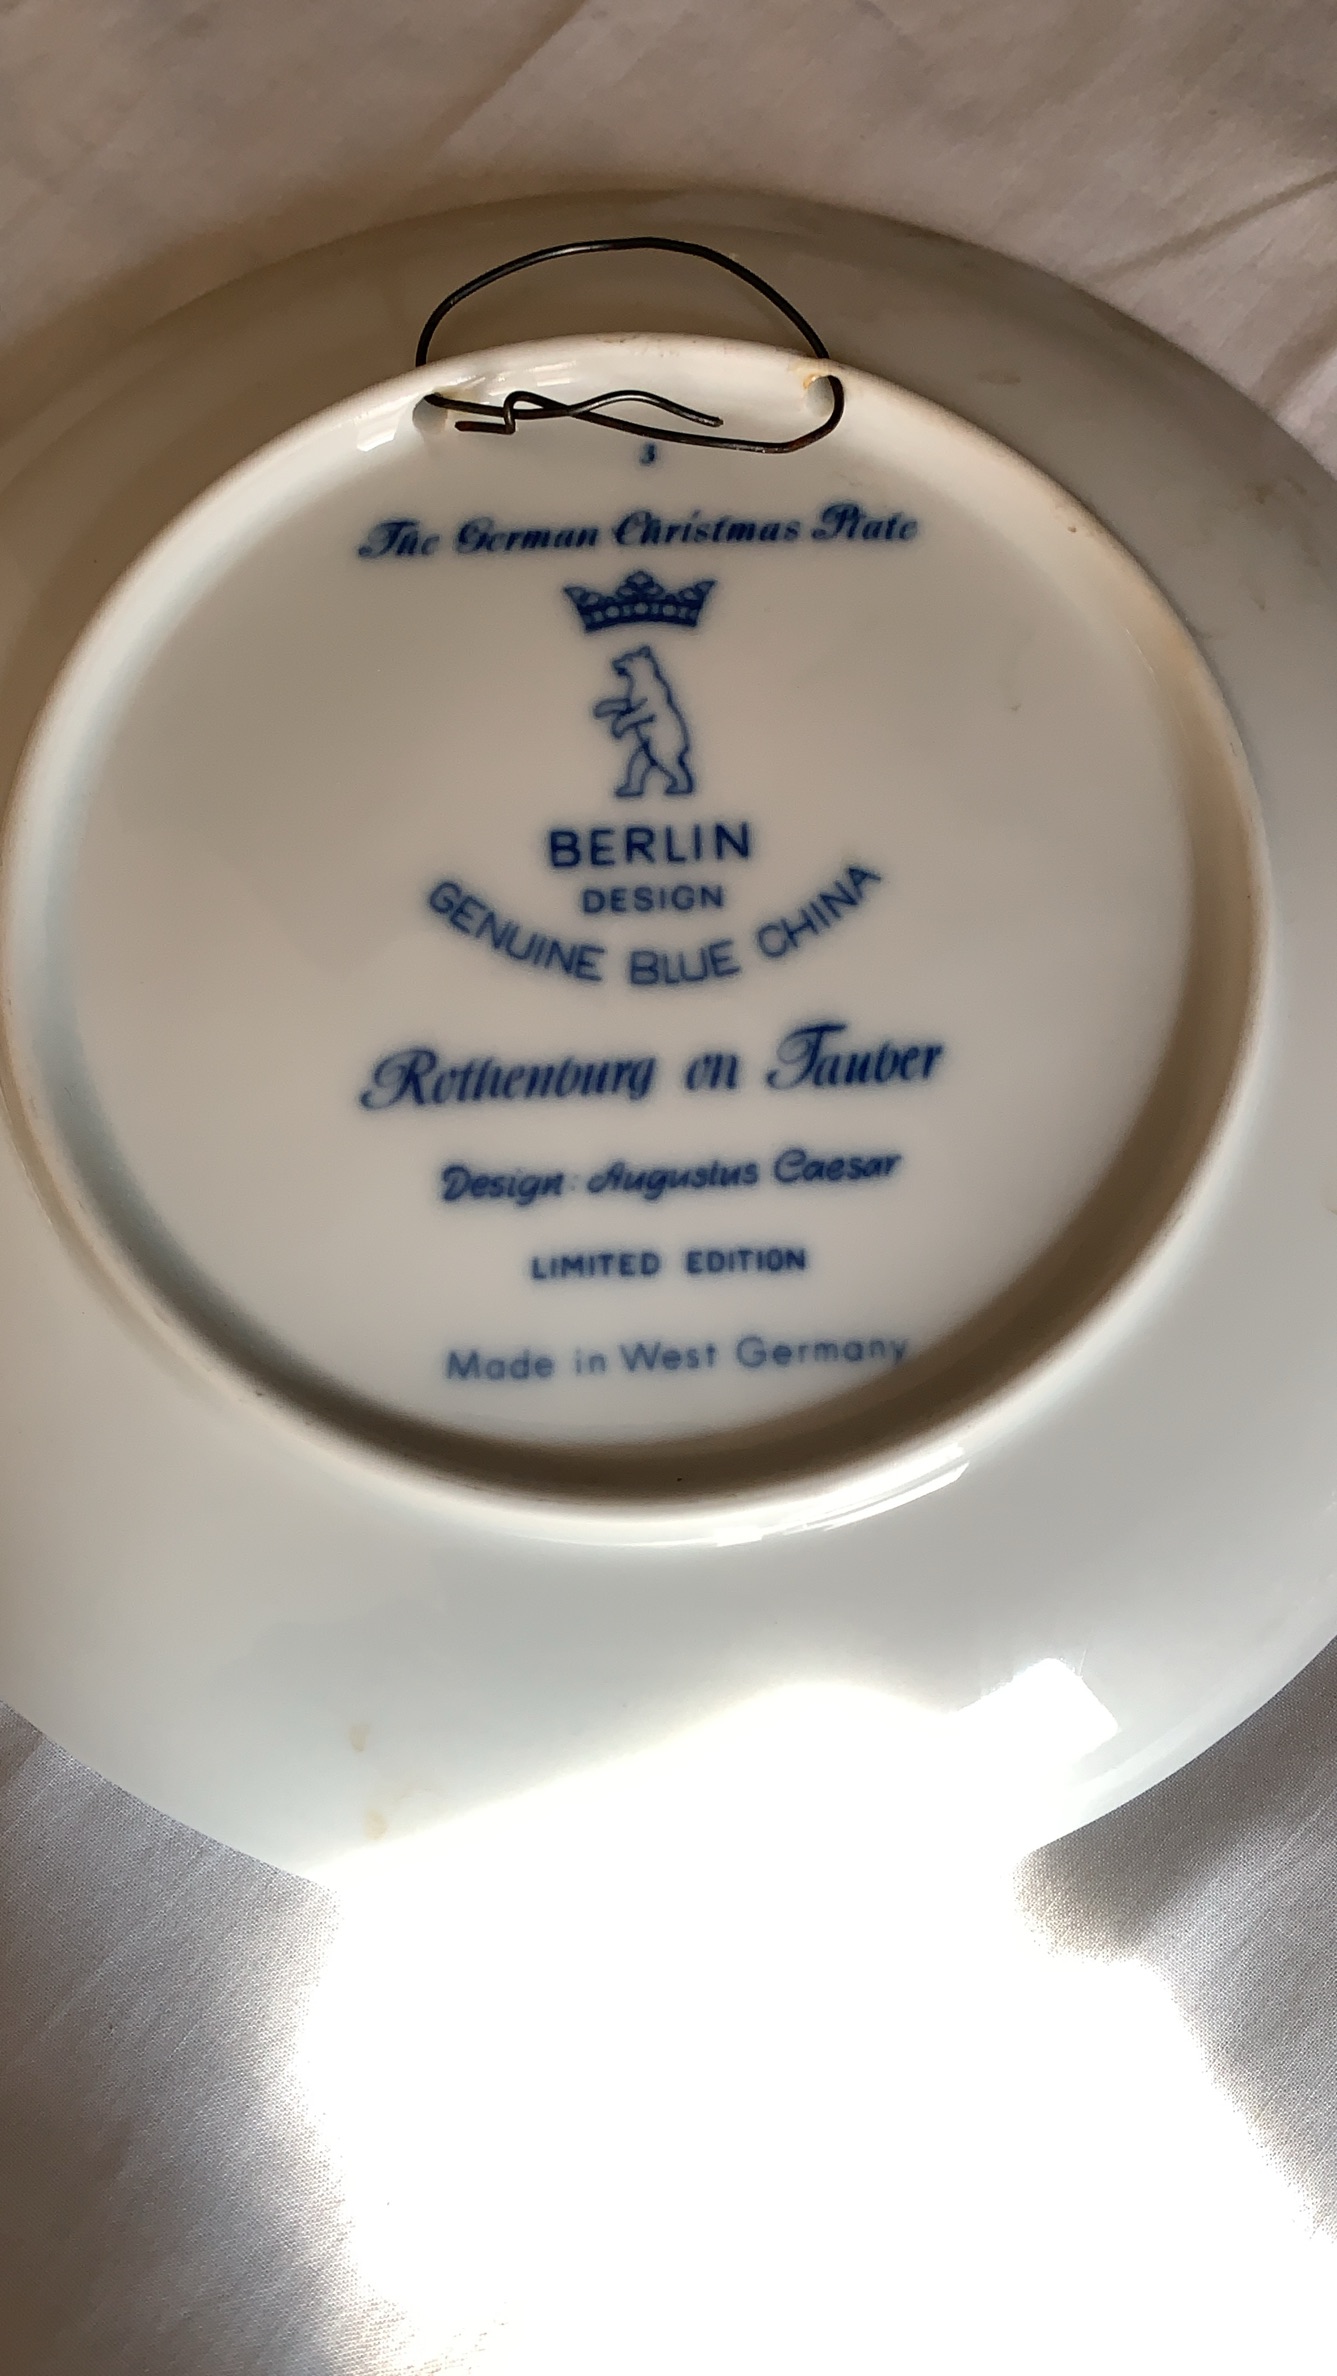 3
The German Christmas Plate
BERLIN
DESIGN
GENUINE BLUE CHINA
Rothenburg on Tauber
Design: Augustus Caesar
LIMITED EDITION
Made in West Germany